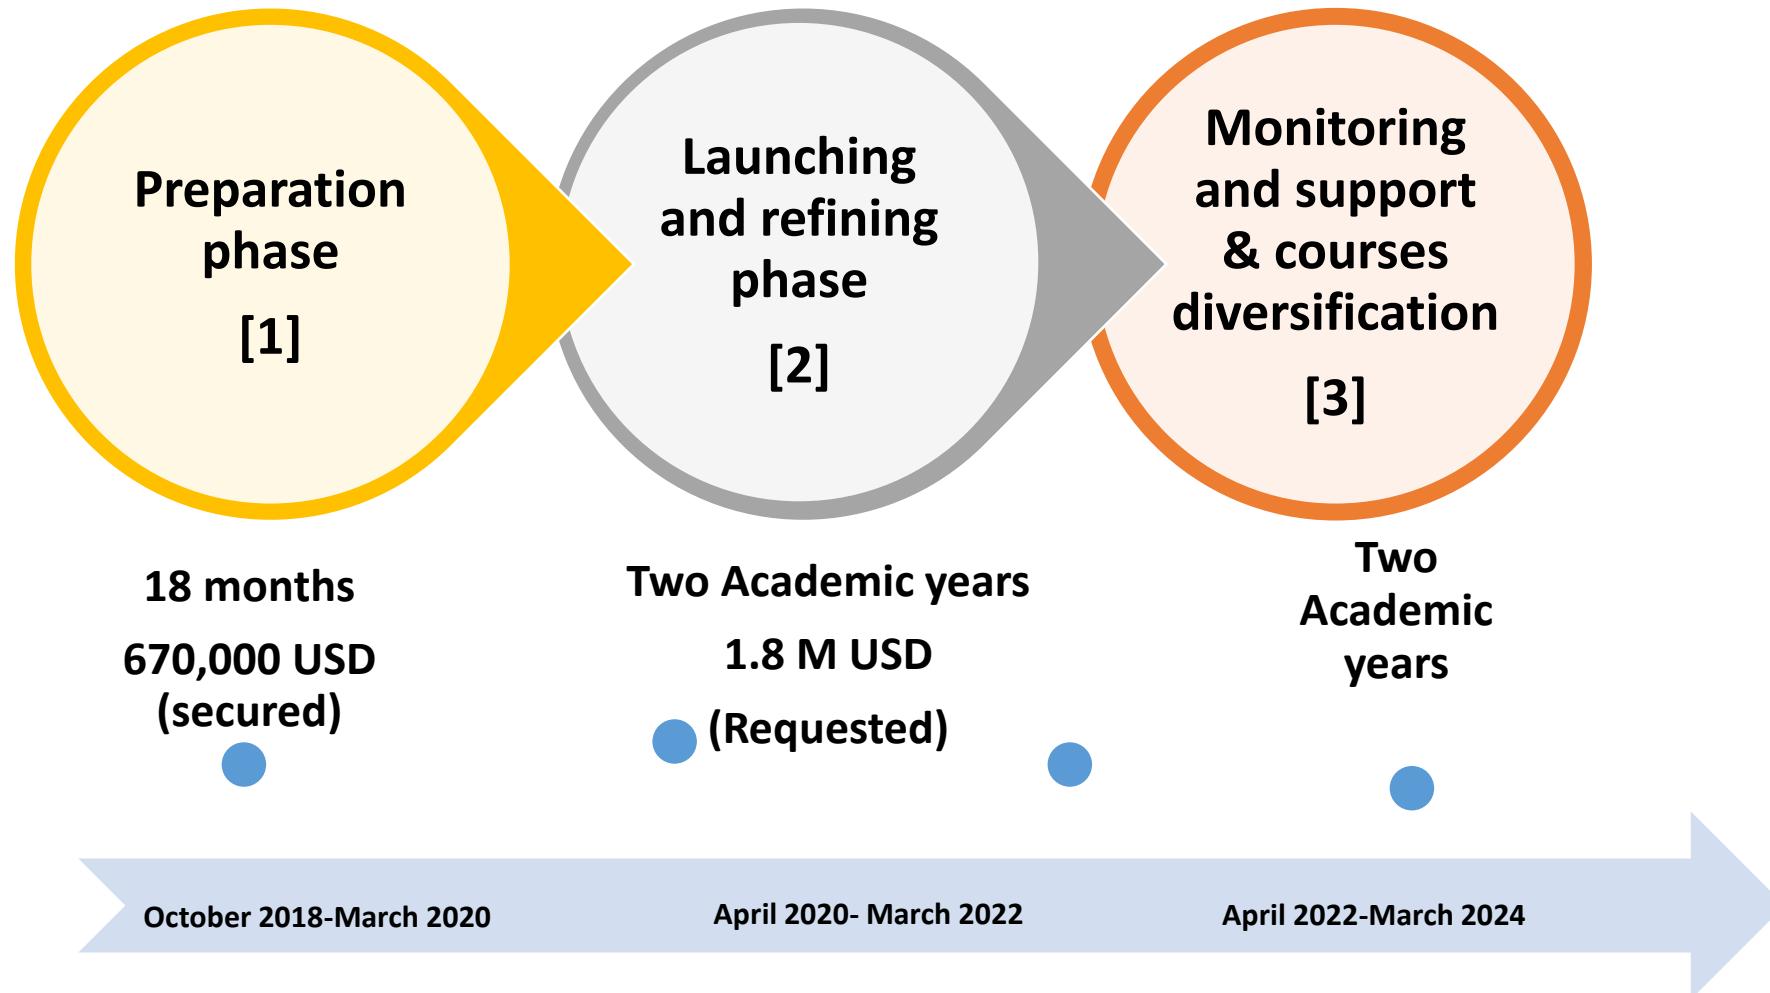 Preparation
phase
[1]
Launching
and refining
phase
[2]
Monitoring
and support
& courses
diversification
[3]
18 months
670,000 USD
(secured)
Two Academic years
1.8 M USD
(Requested)
Two
Academic
years
October 2018-March 2020
April 2020- March 2022
April 2022-March 2024